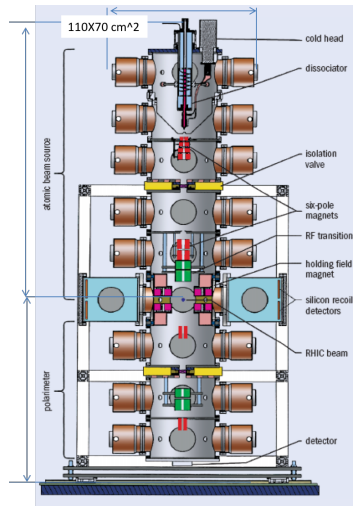 110X70 cm^2
cold head
dissociator
atomic beam source
isolation
valve
six-pole
magnets
RF transition
holding field
magnet
silicon recoil
detectors
RHIC beam
polarimeter
detector